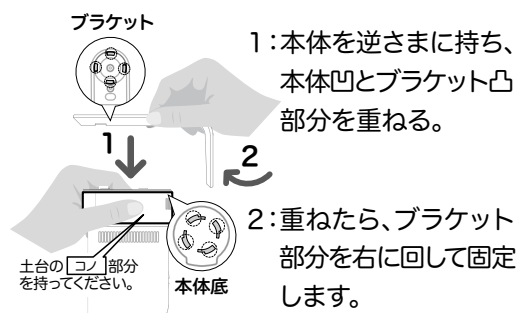 ブラケット
1：本体を逆さまに持ち、
本体凹とブラケット凸
部分を重ねる。
1
2
2：重ねたら、ブラケット
部分を右に回して固定
します。
土台の コノ 部分
を持ってください。
本体底